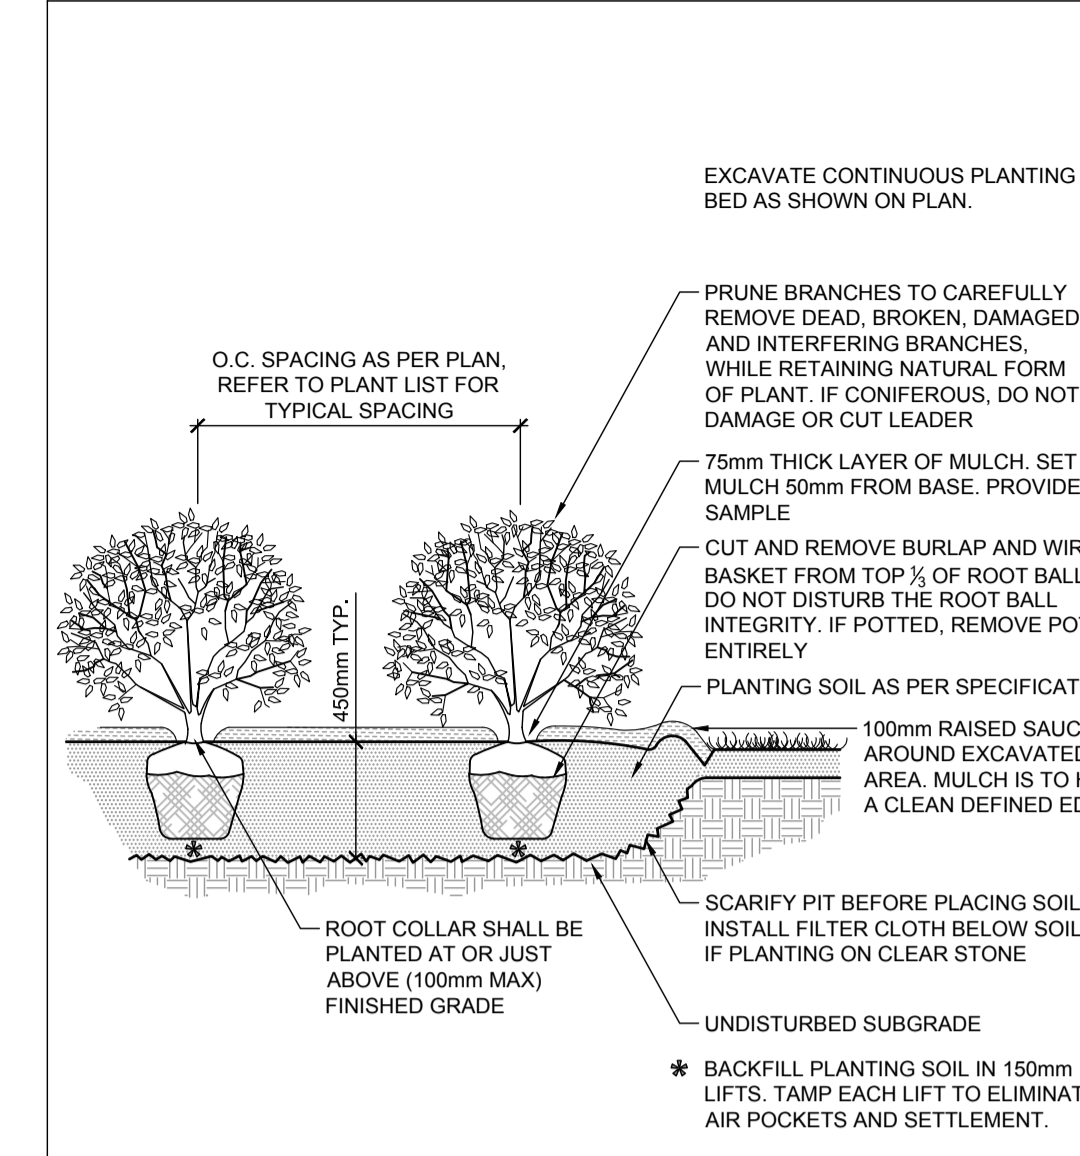 EXCAVATE CONTINUOUS PLANTING
BED AS SHOWN ON PLAN.
PRUNE BRANCHES TO CAREFULLY
REMOVE DEAD, BROKEN, DAMAGED
AND INTERFERING BRANCHES,
WHILE RETAINING NATURAL FORM
OF PLANT. IF CONIFEROUS, DO NOT
DAMAGE OR CUT LEADER
O.C. SPACING AS PER PLAN,
REFER TO PLANT LIST FOR
TYPICAL SPACING
75mm THICK LAYER OF MULCH. SET
MULCH 50mm FROM BASE. PROVIDE
SAMPLE
CUT AND REMOVE BURLAP AND
BASKET FROM TOP ⅓ OF ROOT BALL
DO NOT DISTURB THE ROOT BALL
INTEGRITY. IF POTTED, REMOVE
ENTIRELY
450mm TYP.
PLANTING SOIL AS PER
100mm RAISED
AROUND EXCAVATED
AREA. MULCH IS TO
A CLEAN DEFINED
ROOT COLLAR SHALL BE
PLANTED AT OR JUST
ABOVE (100mm MAX)
FINISHED GRADE
SCARIFY PIT BEFORE PLACING SOIL
INSTALL FILTER CLOTH BELOW SOIL
IF PLANTING ON CLEAR STONE
UNDISTURBED SUBGRADE
* BACKFILL PLANTING SOIL IN 150mm
LIFTS. TAMP EACH LIFT TO
AIR POCKETS AND SETTLEMENT.